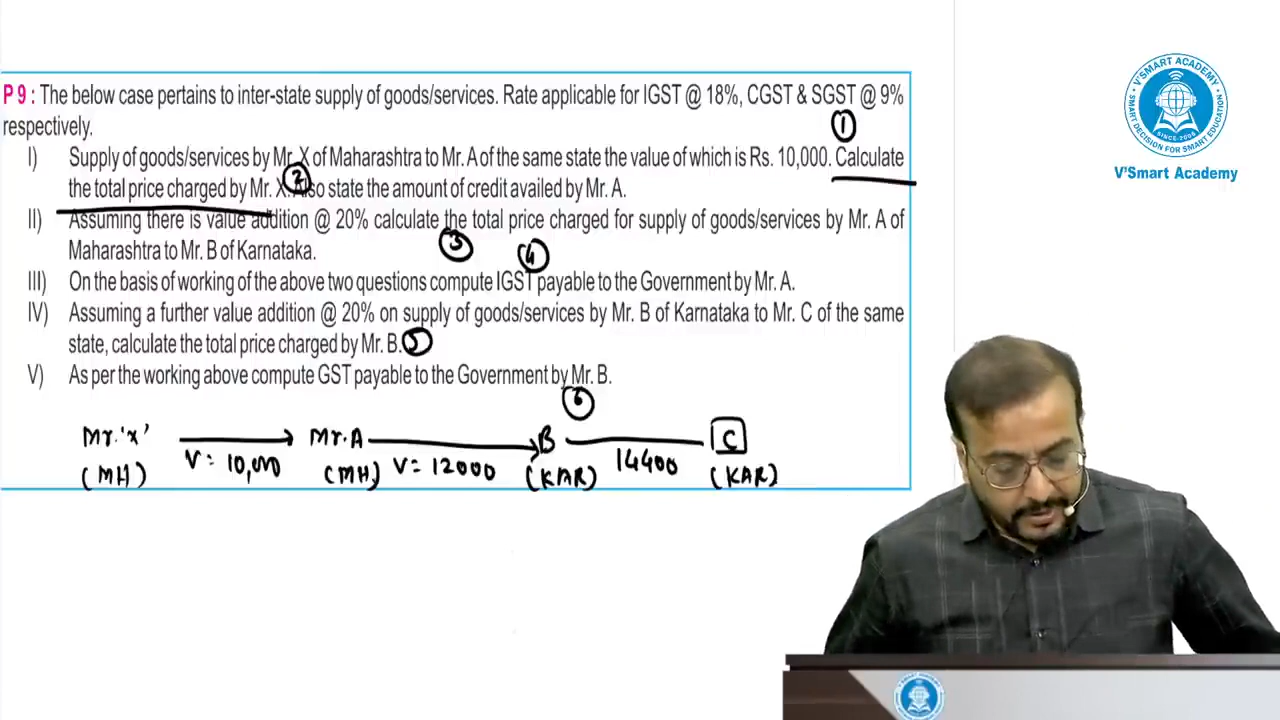 P 9 : The below case pertains to inter-state supply of goods/services. Rate applicable for IGST @ 18%, CGST & SGST @ 9%
respectively.
①
I) Supply of goods/services by Mr. X of Maharashtra to Mr. A of the same state the value of which is Rs. 10,000. Calculate
②
the total price charged by Mr. X. Also state the amount of credit availed by Mr. A.
II) Assuming there is value addition @ 20% calculate the total price charged for supply of goods/services by Mr. A of
Maharashtra to Mr. B of Karnataka.
③ ④
III) On the basis of working of the above two questions compute IGST payable to the Government by Mr. A.
IV) Assuming a further value addition @ 20% on supply of goods/services by Mr. B of Karnataka to Mr. C of the same
state, calculate the total price charged by Mr. B. ⑤
V) As per the working above compute GST payable to the Government by Mr. B.
⑥
Mr. 'X' Mr. A B C
V = 10,000 V = 12000 14400
(MH) (MH) (KAR) (KAR)
V'SMART ACADEMY
SMART DECISION FOR SMART EDUCATION
SINCE-2006
V'Smart Academy